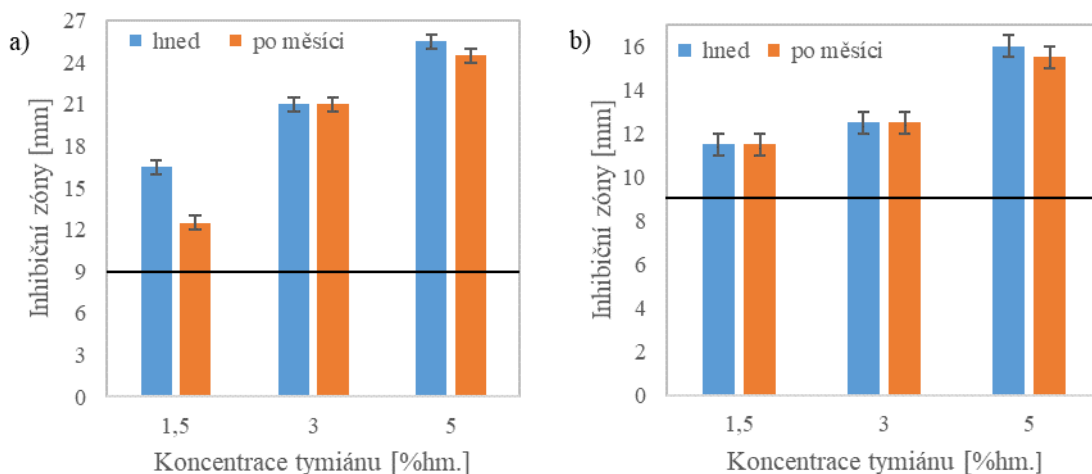 a)
hned
po měsíci
Inhibiční zóny [mm]
27
24
21
18
15
12
9
6
3
0
1,5
3
5
Koncentrace tymiánu [%hm.]
b)
hned
po měsíci
Inhibiční zóny [mm]
16
14
12
10
8
6
4
2
0
1,5
3
5
Koncentrace tymiánu [%hm.]